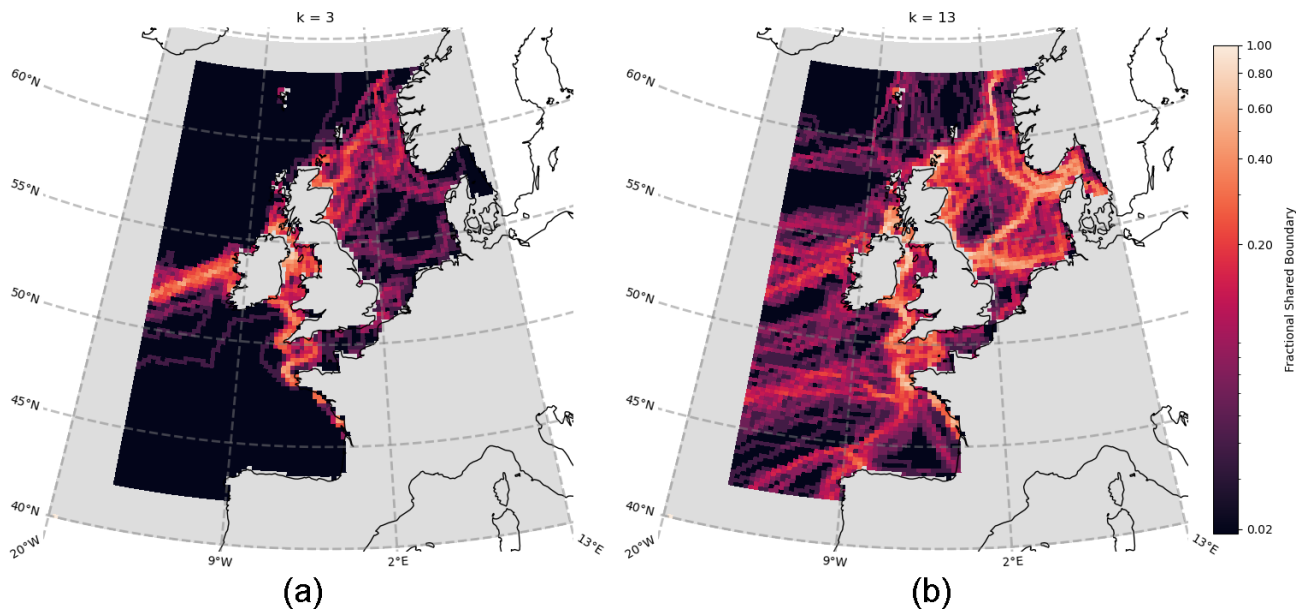 k = 3
60°N
55°N
50°N
45°N
40°N
20°W
9°W
2°E
13°E
(a)
k = 13
60°N
55°N
50°N
45°N
40°N
20°W
9°W
2°E
13°E
(b)
1.00
0.80
0.60
0.40
0.20
0.02
Fractional Shared Boundary